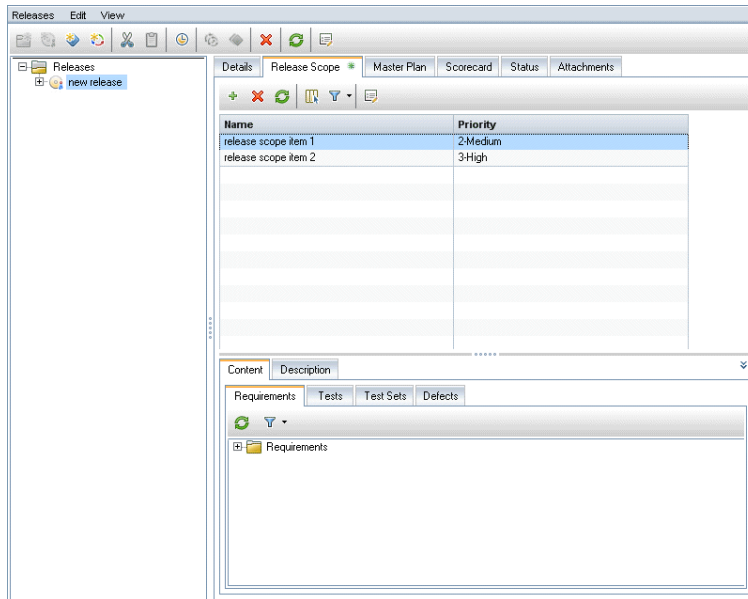 Releases Edit View
Releases
new release
Details Release Scope * Master Plan Scorecard Status Attachments
Name Priority
release scope item 1 2-Medium
release scope item 2 3-High
Content Description
Requirements Tests Test Sets Defects
Requirements